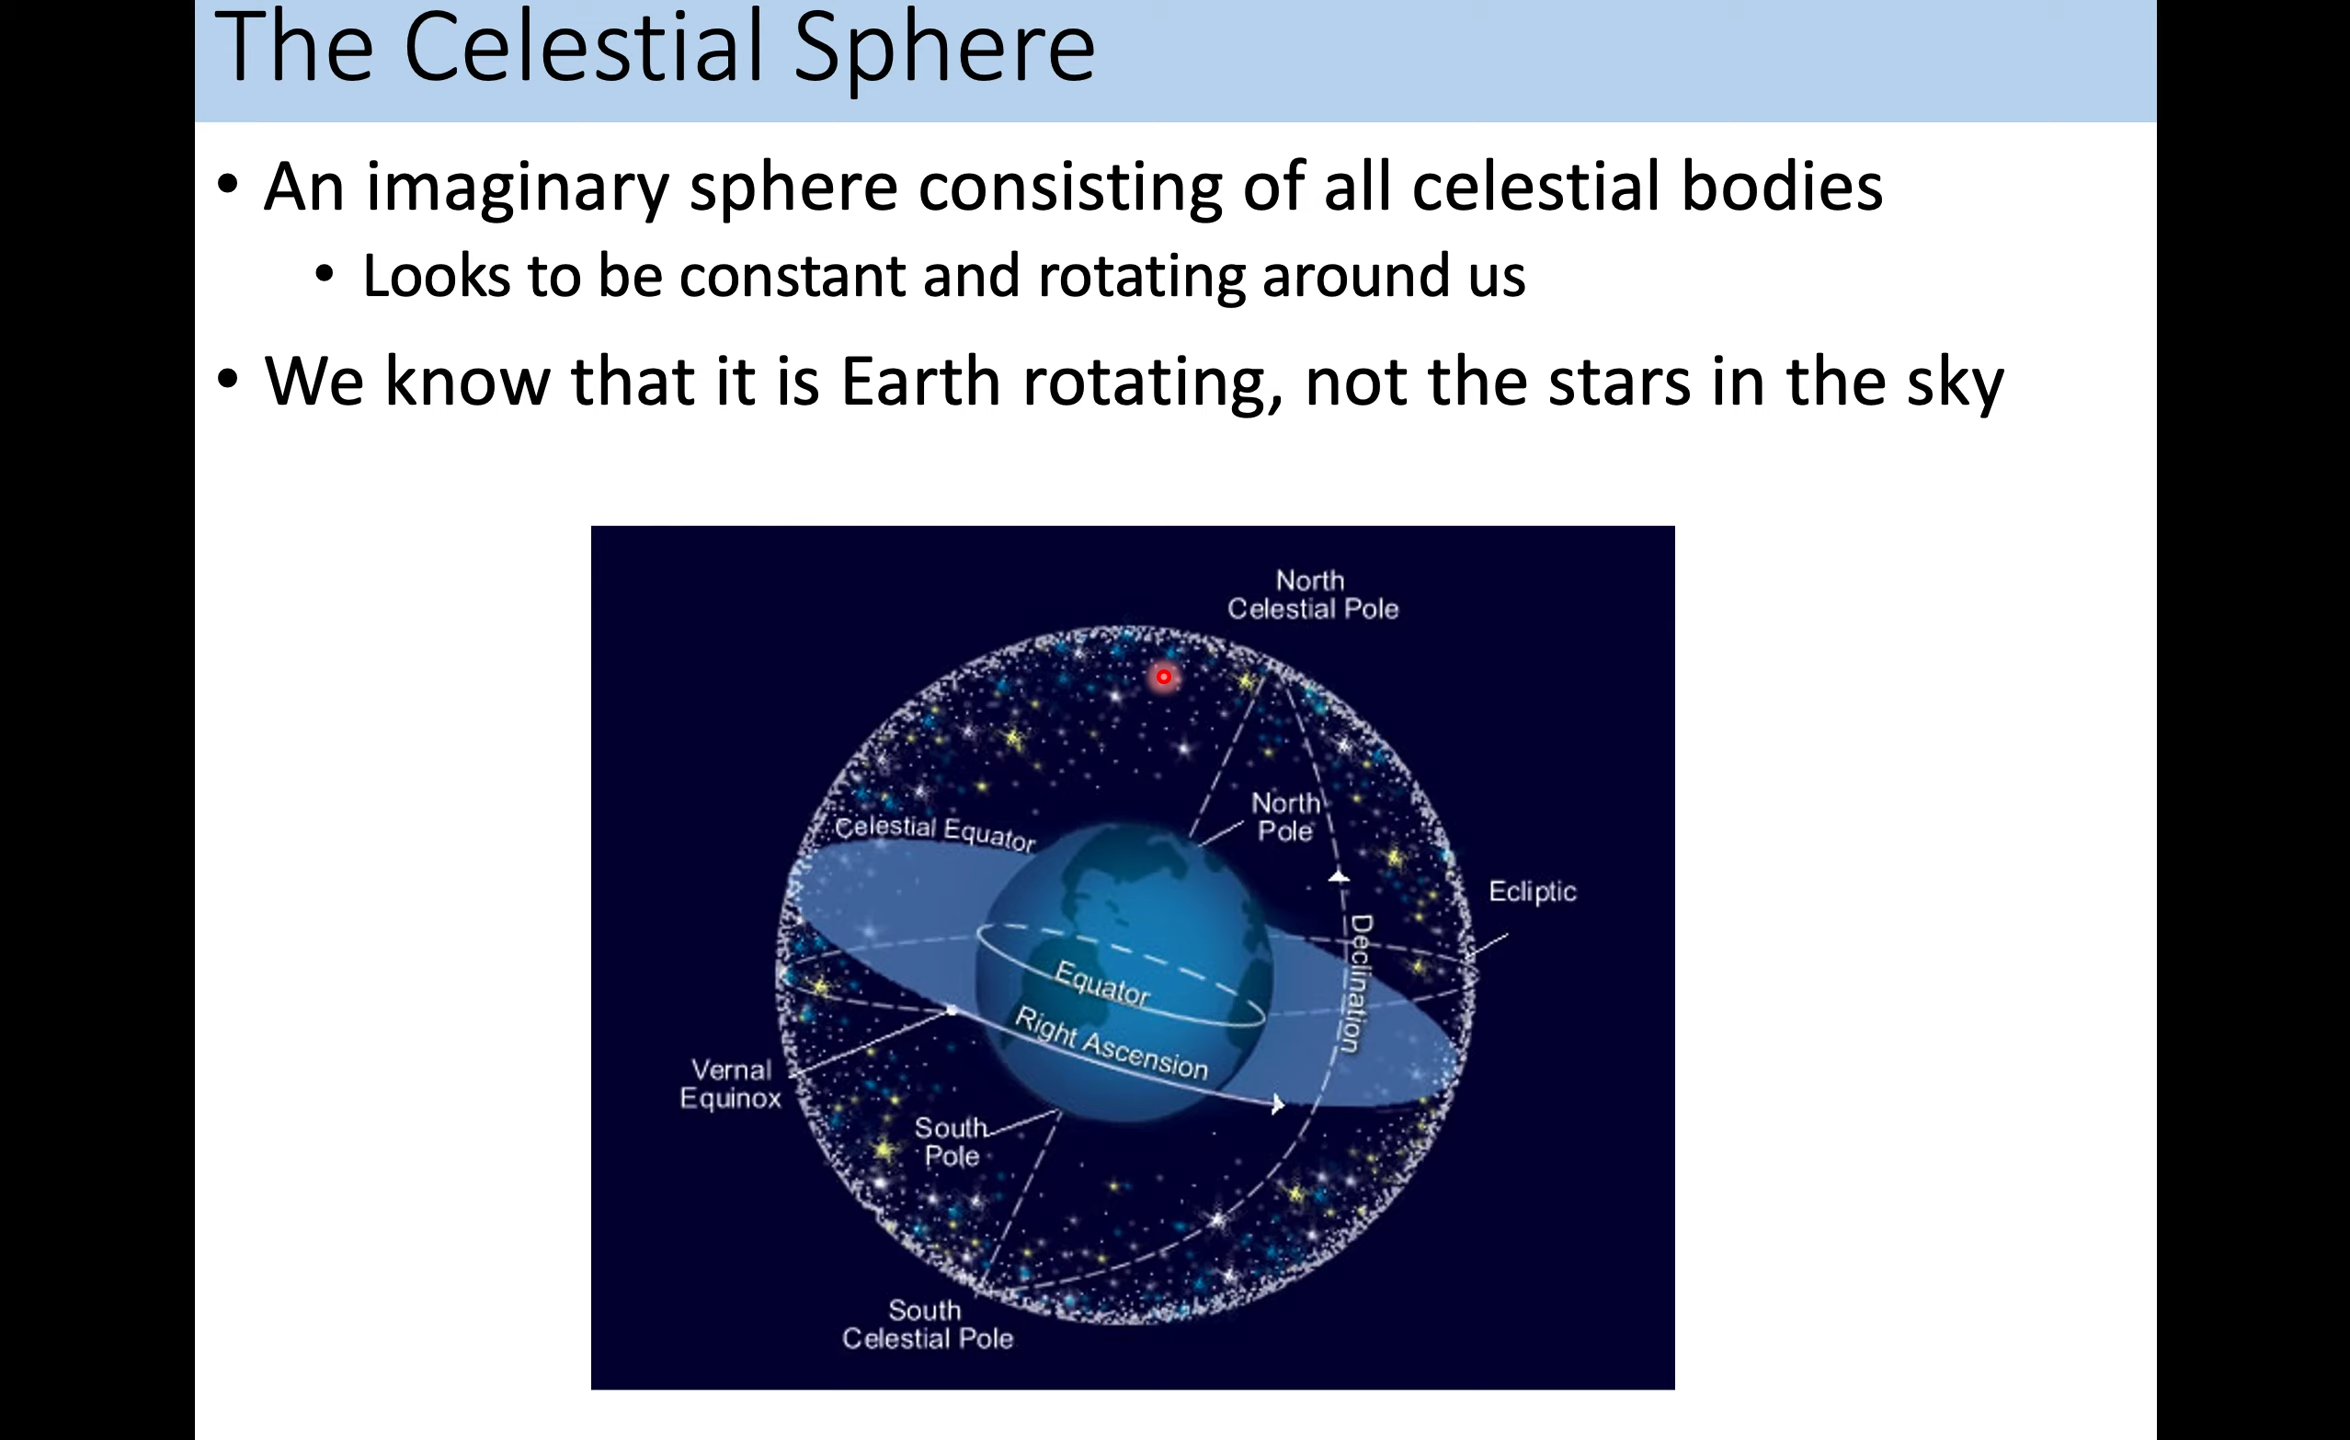 The Celestial Sphere
• An imaginary sphere consisting of all celestial bodies
• Looks to be constant and rotating around us
• We know that it is Earth rotating, not the stars in the sky
North
Celestial Pole
North
Pole
Celestial Equator
Ecliptic
Declination
Equator
Right Ascension
Vernal
Equinox
South
Pole
South
Celestial Pole